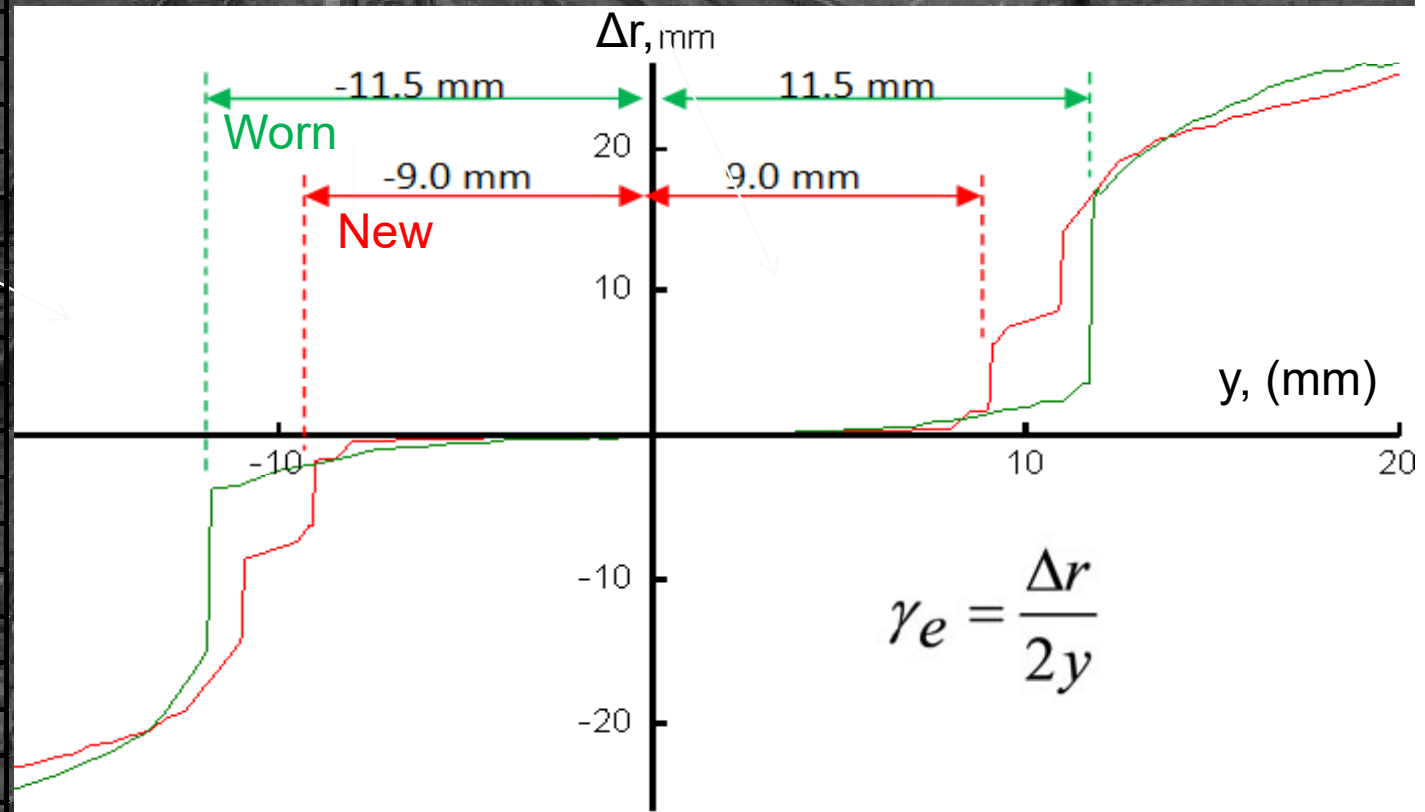 Δr, mm
-11.5 mm
11.5 mm
Worn
20
-9.0 mm
9.0 mm
New
10
y, (mm)
-10
10
20
-10
γe = Δr / 2y
-20